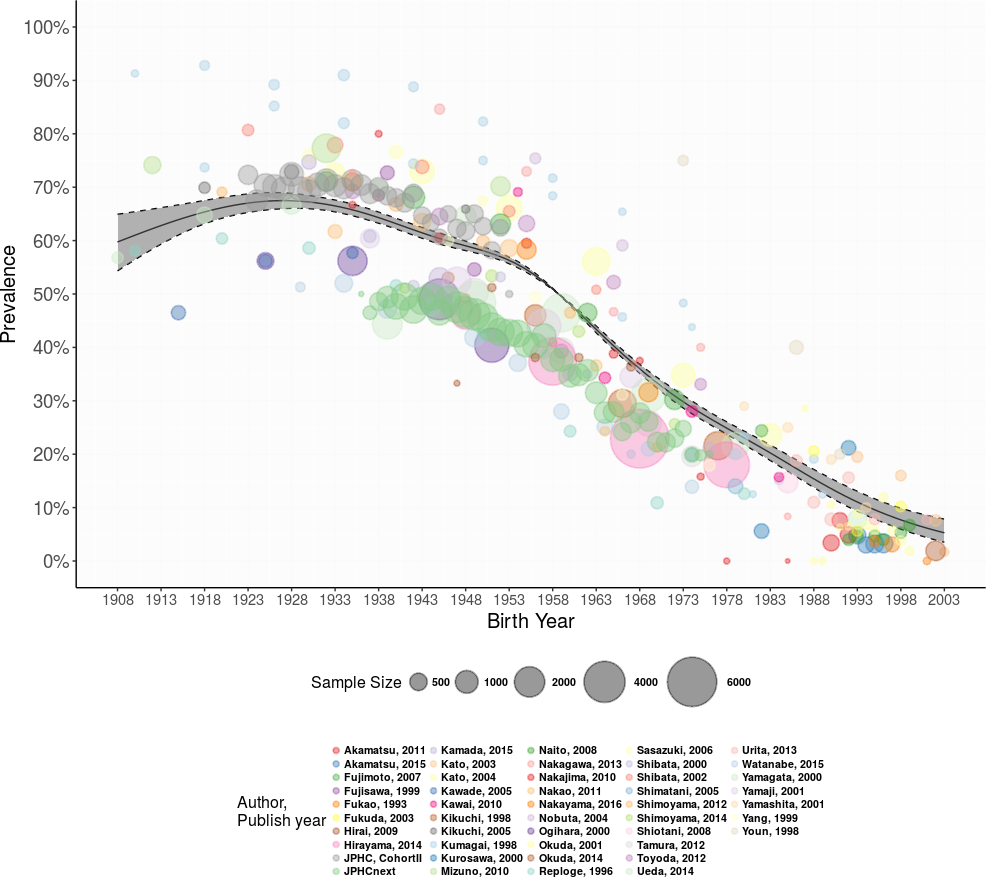 100%
90%
80%
70%
60%
50%
40%
30%
20%
10%
0%
Prevalence
1908 1913 1918 1923 1928 1933 1938 1943 1948 1953 1958 1963 1968 1973 1978 1983 1988 1993 1998 2003
Birth Year
Sample Size 500 1000 2000 4000 6000
Author,
Publish year
Akamatsu, 2011
Akamatsu, 2015
Fujimoto, 2007
Fujisawa, 1999
Fukao, 1993
Fukuda, 2003
Hirai, 2009
Hirayama, 2014
JPHC, CohortII
JPHCnext
Kamada, 2015
Kato, 2003
Kato, 2004
Kawade, 2005
Kawai, 2010
Kikuchi, 1998
Kikuchi, 2005
Kumagai, 1998
Kurosawa, 2000
Mizuno, 2010
Naito, 2008
Nakagawa, 2013
Nakajima, 2010
Nakao, 2011
Nakayama, 2016
Nobuta, 2004
Ogihara, 2000
Okuda, 2001
Okuda, 2014
Reploge, 1996
Sasazuki, 2006
Shibata, 2000
Shibata, 2002
Shimatani, 2005
Shimoyama, 2012
Shimoyama, 2014
Shiotani, 2008
Tamura, 2012
Toyoda, 2012
Ueda, 2014
Urita, 2013
Watanabe, 2015
Yamagata, 2000
Yamaji, 2001
Yamashita, 2001
Yang, 1999
Youn, 1998